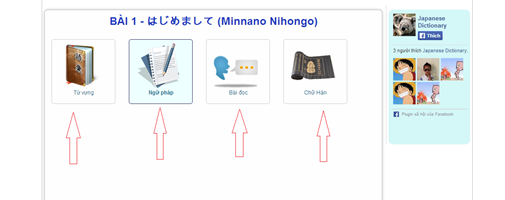 BÀI 1 - はじめまして (Minnano Nihongo)
Từ vựng
Ngữ pháp
Bài đọc
Chữ Hán
Japanese
Dictionary
Thích
3 người thích Japanese Dictionary.
Plugin xã hội của Facebook